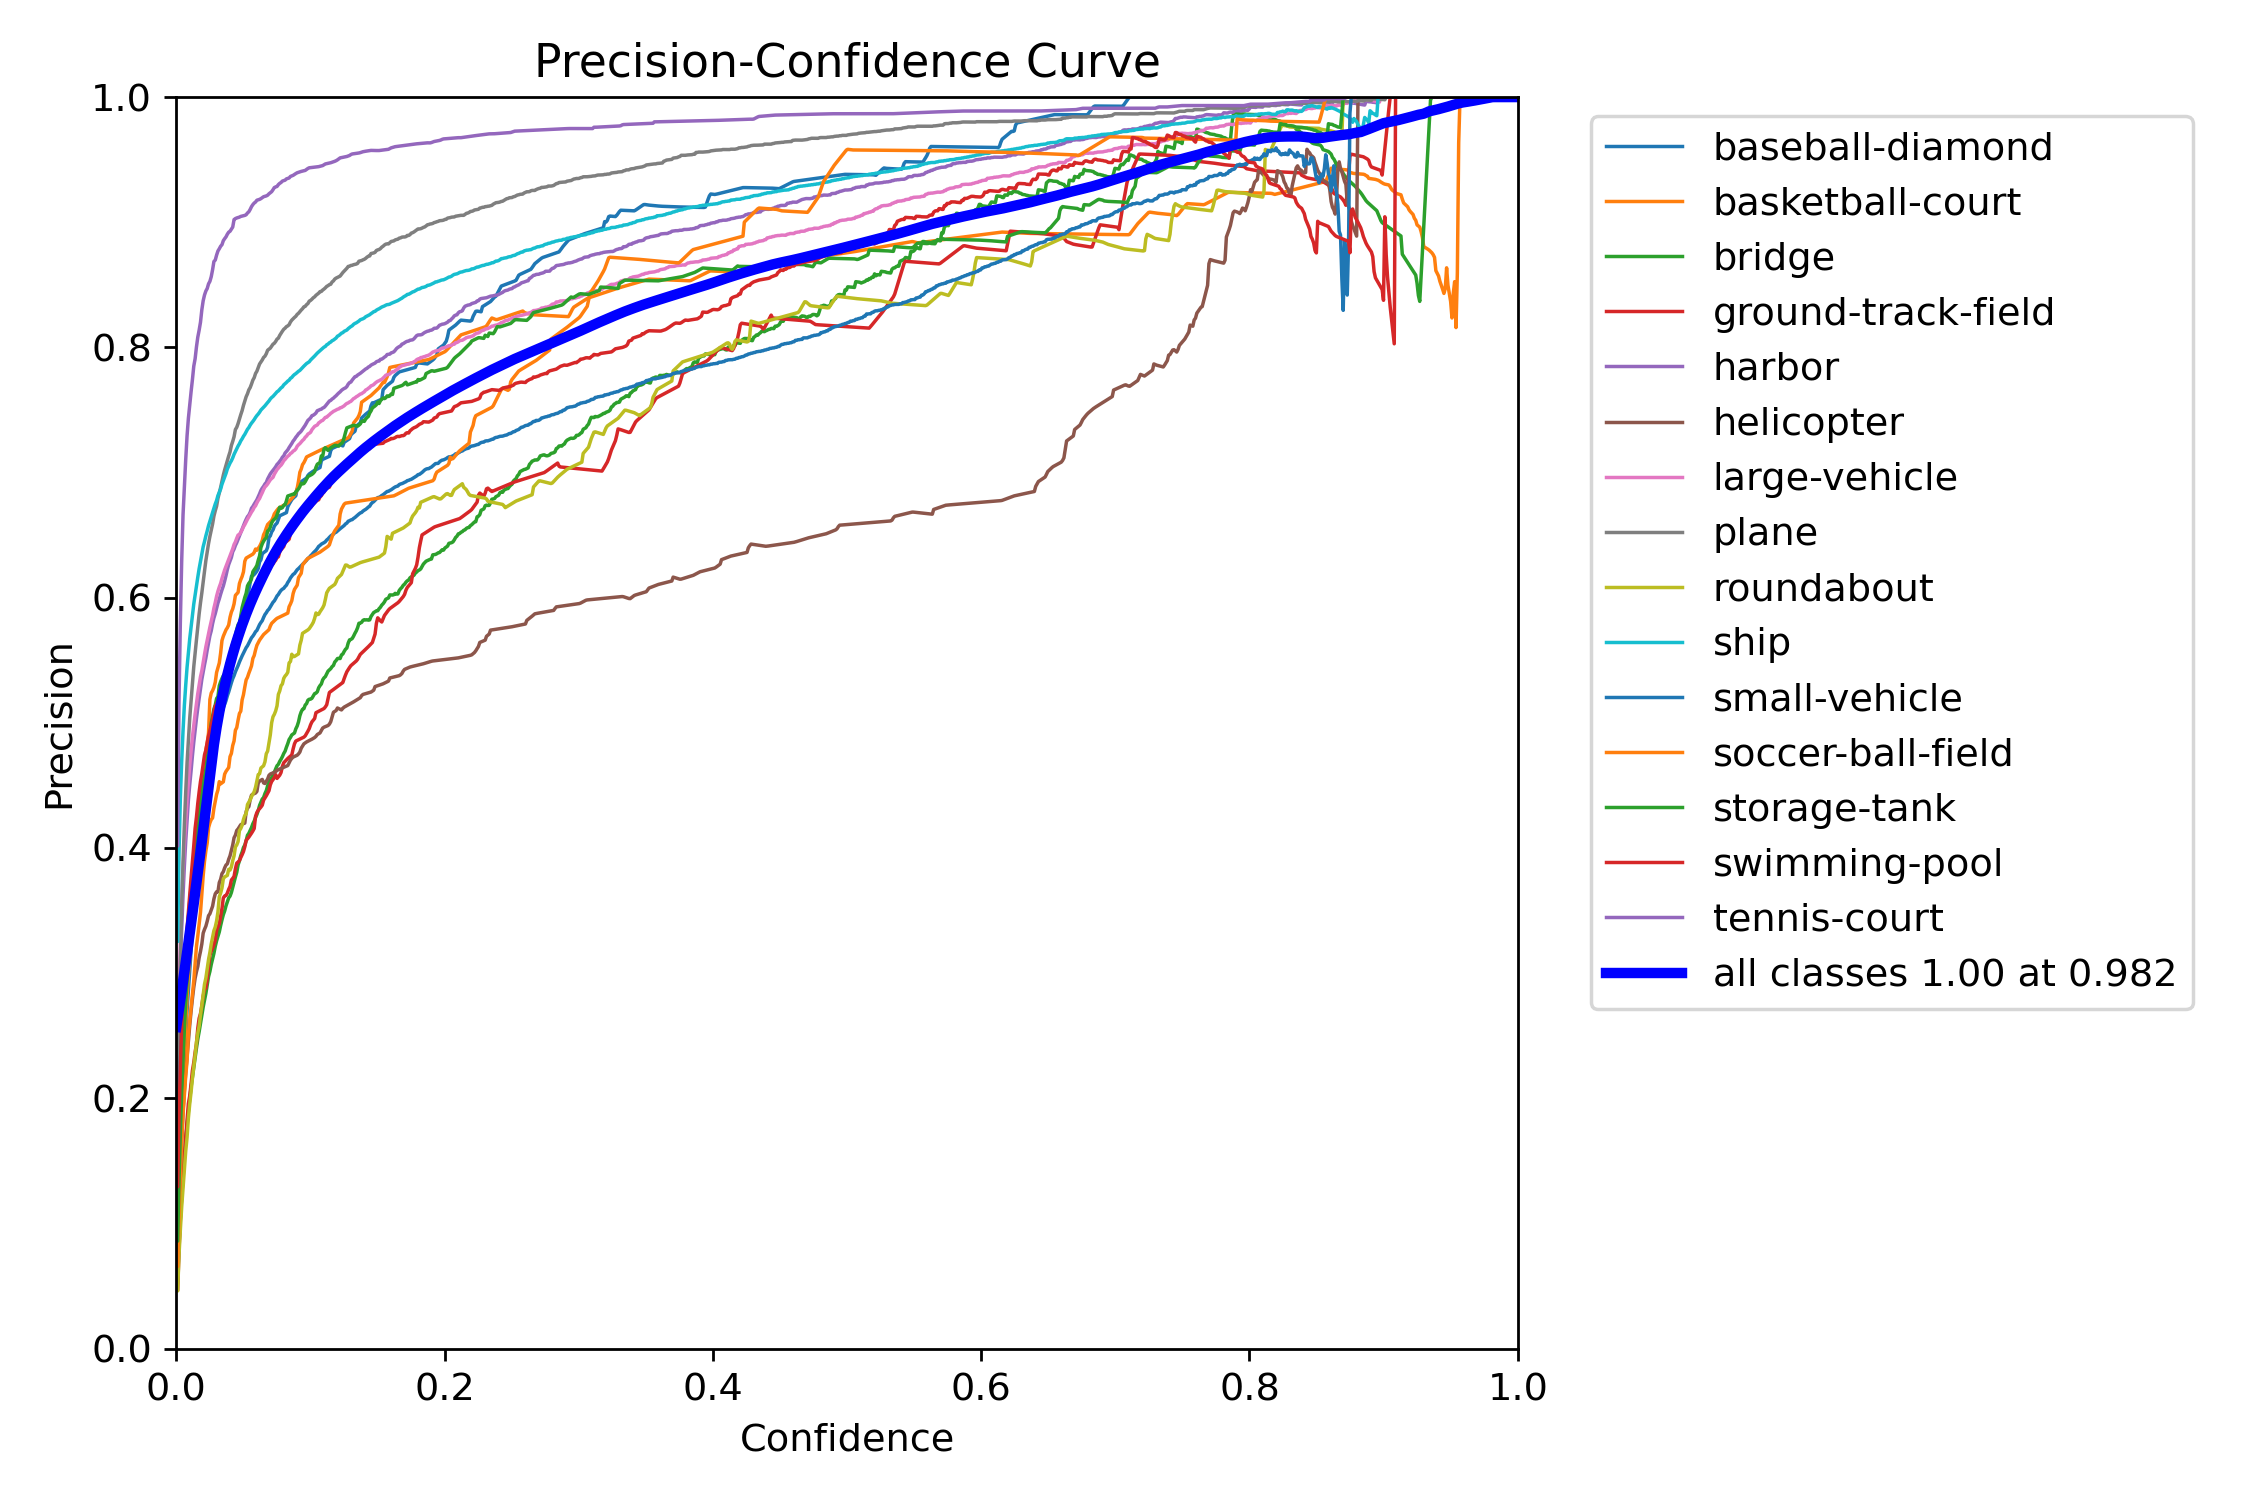 Precision-Confidence Curve
1.0
0.8
0.6
0.4
0.2
0.0
Precision
0.0 0.2 0.4 0.6 0.8 1.0
Confidence
baseball-diamond
basketball-court
bridge
ground-track-field
harbor
helicopter
large-vehicle
plane
roundabout
ship
small-vehicle
soccer-ball-field
storage-tank
swimming-pool
tennis-court
all classes 1.00 at 0.982